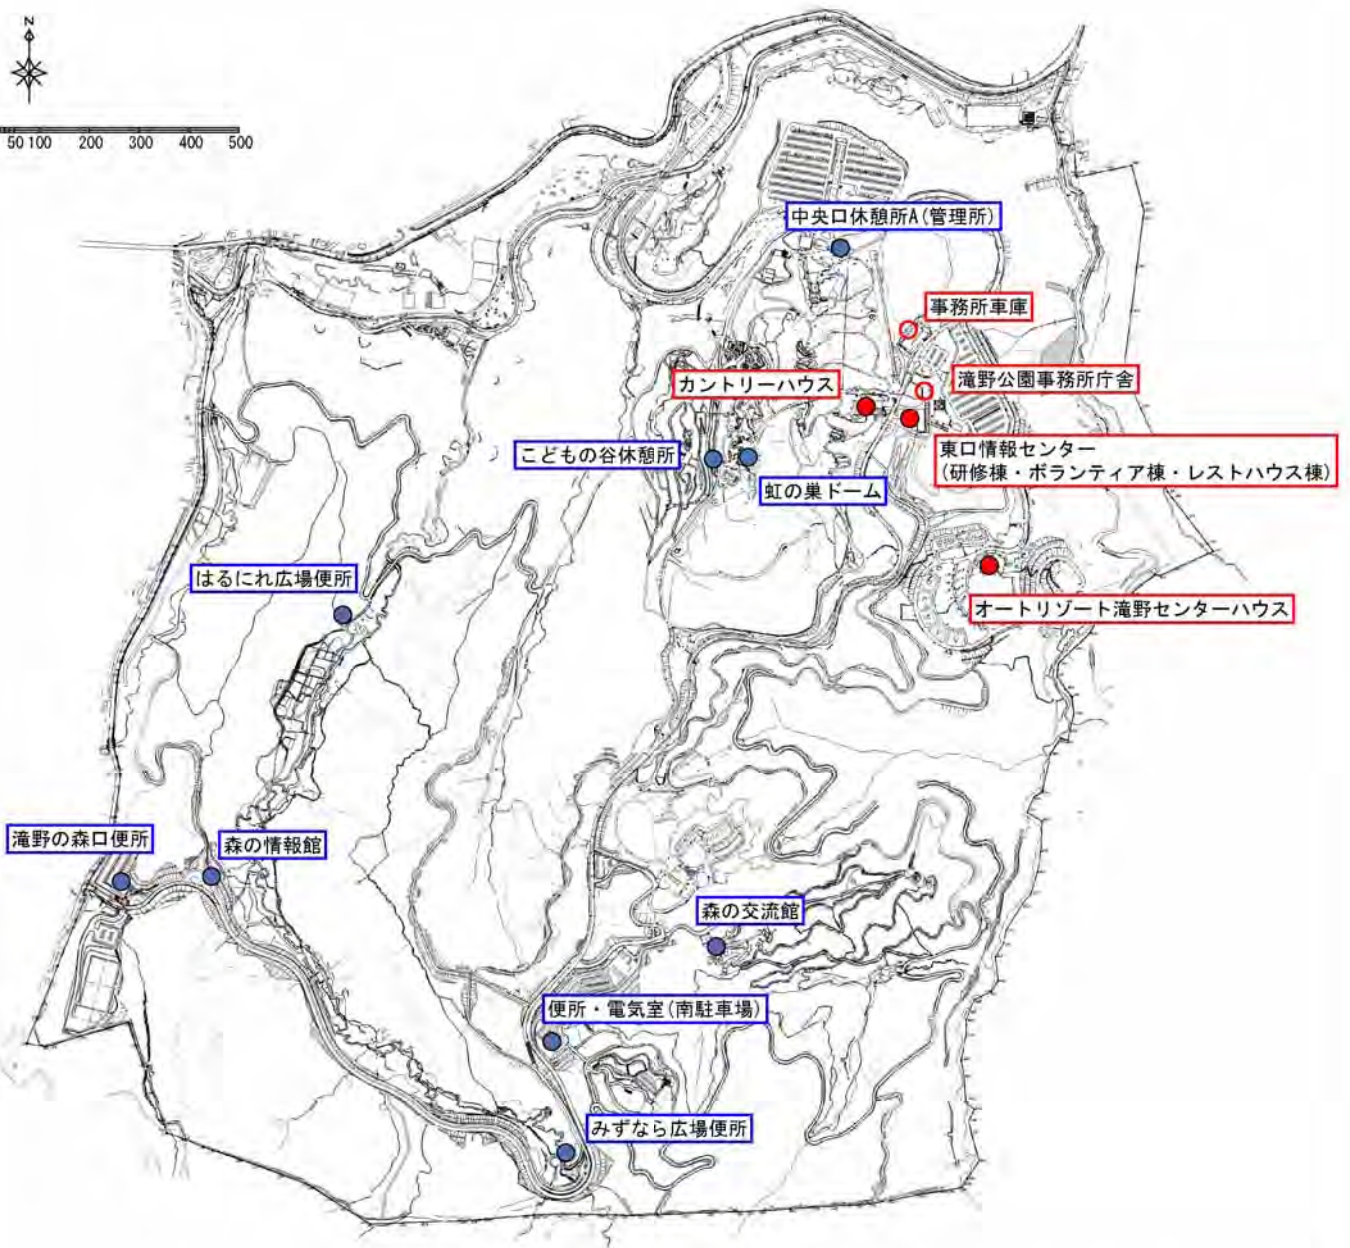 N
50 100 200 300 400 500
中央口休憩所A(管理所)
事務所車庫
カントリーハウス
滝野公園事務所庁舎
こどもの谷休憩所
東口情報センター
(研修棟・ボランティア棟・レストハウス棟)
虹の巣ドーム
はるにれ広場便所
オートリゾート滝野センターハウス
滝野の森口便所
森の情報館
森の交流館
便所・電気室(南駐車場)
みずなら広場便所